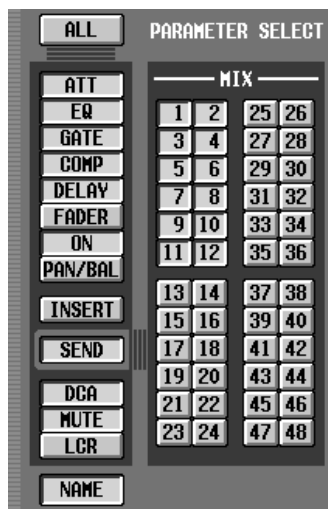 ALL PARAMETER SELECT
ATT
EQ
GATE
COMP
DELAY
FADER
ON
PAN/BAL
INSERT
SEND
DCA
MUTE
LCR
NAME
MIX
1 2 25 26
3 4 27 28
5 6 29 30
7 8 31 32
9 10 33 34
11 12 35 36
13 14 37 38
15 16 39 40
17 18 41 42
19 20 43 44
21 22 45 46
23 24 47 48